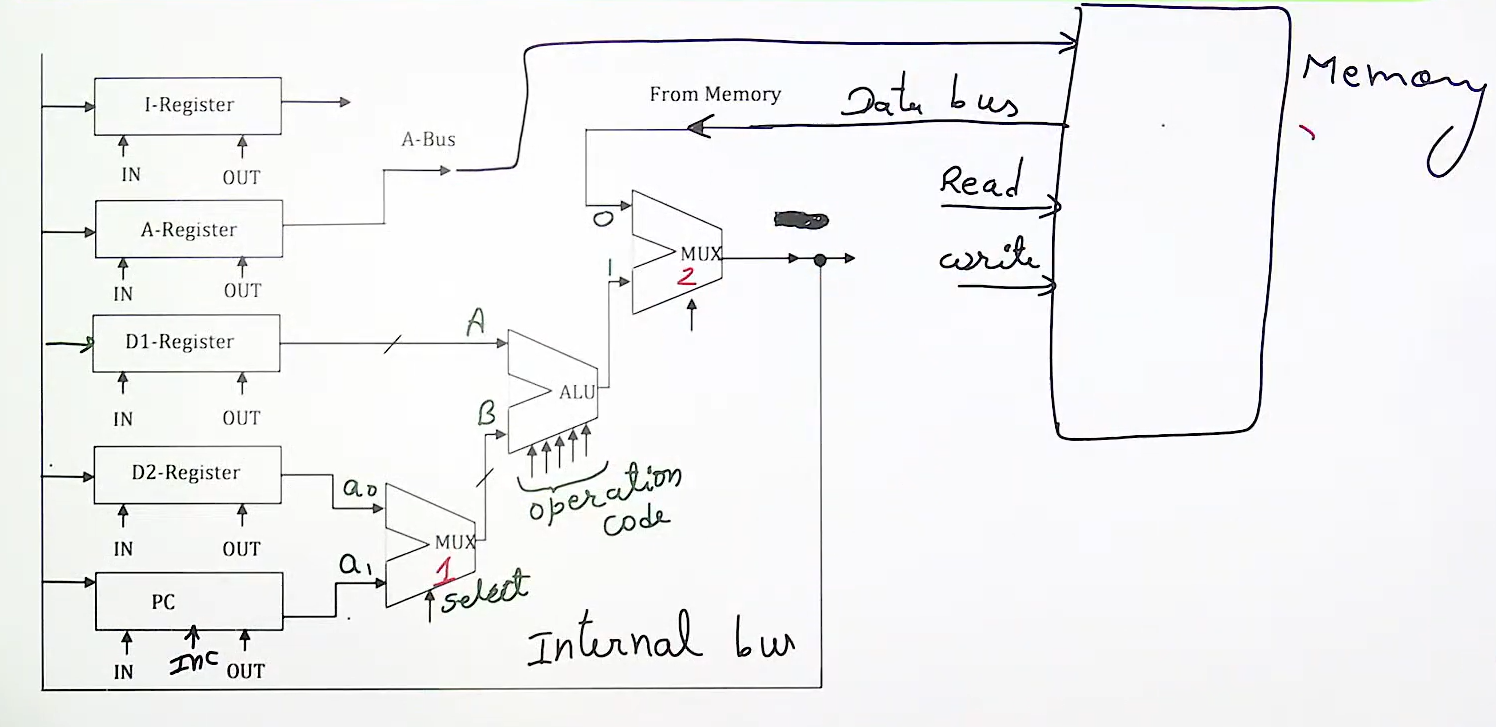 Memory
From Memory
Data bus
I-Register
IN
OUT
A-Bus
Read
A-Register
IN
OUT
0
MUX
2
1
write
D1-Register
IN
OUT
A
ALU
B
operation
code
D2-Register
IN
OUT
a0
MUX
1
a1
select
PC
IN
Inc
OUT
Internal bus